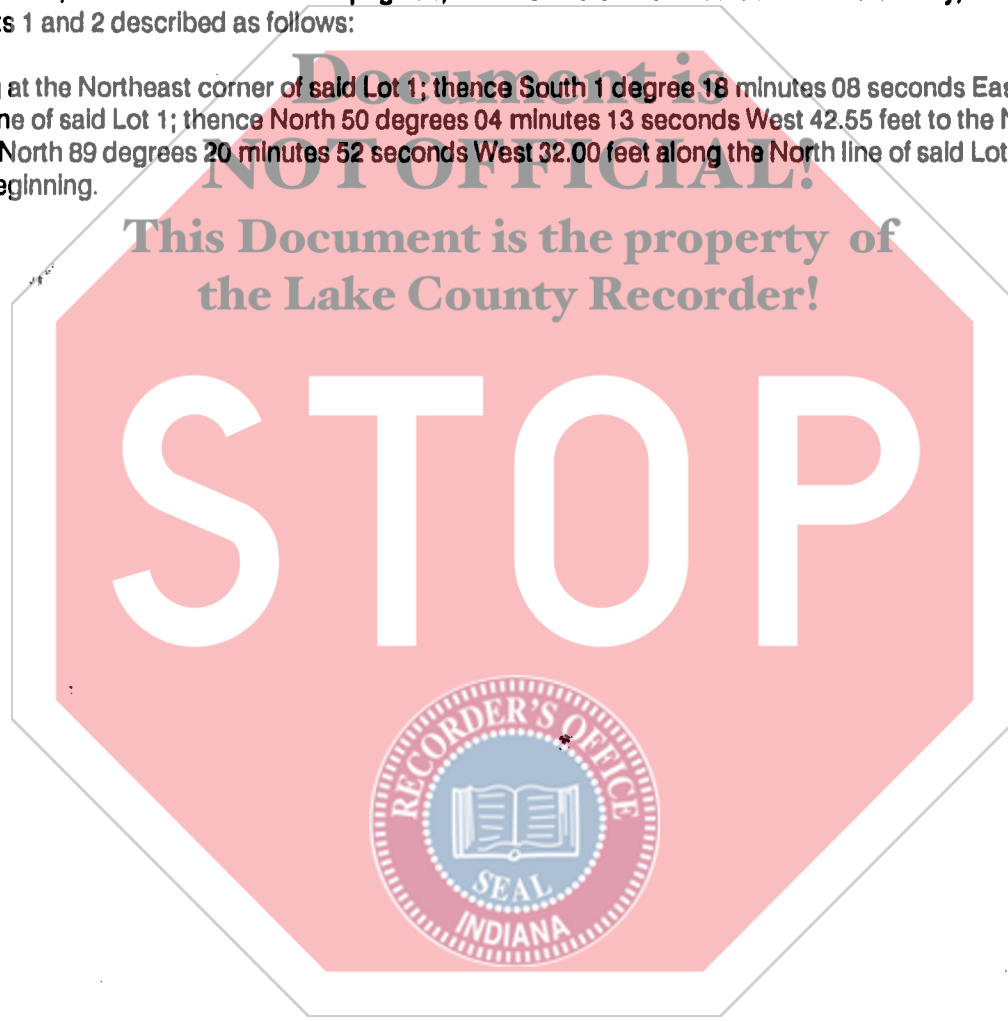 ts 1 and 2 described as follows:
Document is
at the Northeast corner of said Lot 1; thence South 1 degree 18 minutes 08 seconds Eas
ne of said Lot 1; thence North 50 degrees 04 minutes 13 seconds West 42.55 feet to the N
North 89 degrees 20 minutes 52 seconds West 32.00 feet along the North line of said Lot
NOT OFFICIAL!
eginning.
This Document is the property of
the Lake County Recorder!
STOP
RECORDER'S OFFICE
SEAL
INDIANA